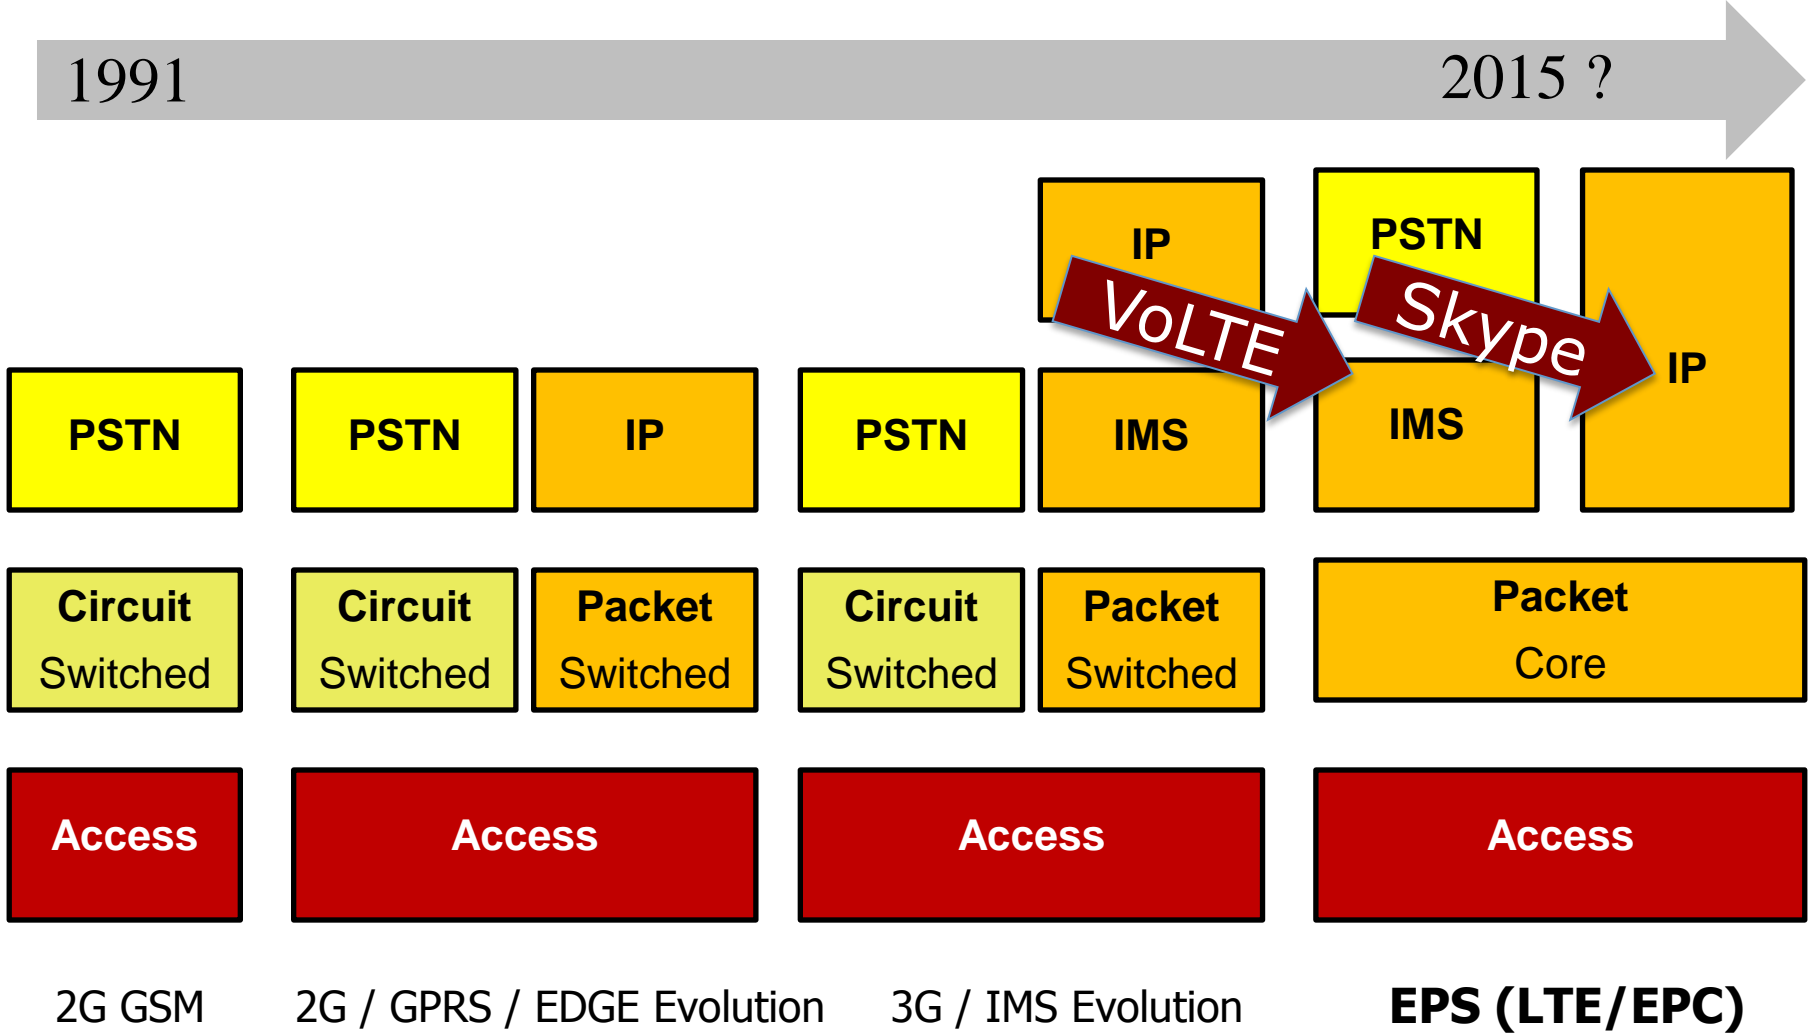 1991
2015 ?
IP
PSTN
VoLTE
Skype
IP
PSTN
PSTN
IP
PSTN
IMS
IMS
Circuit
Switched
Circuit
Switched
Packet
Switched
Circuit
Switched
Packet
Switched
Packet
Core
Access
Access
Access
Access
2G GSM
2G / GPRS / EDGE Evolution
3G / IMS Evolution
EPS (LTE/EPC)